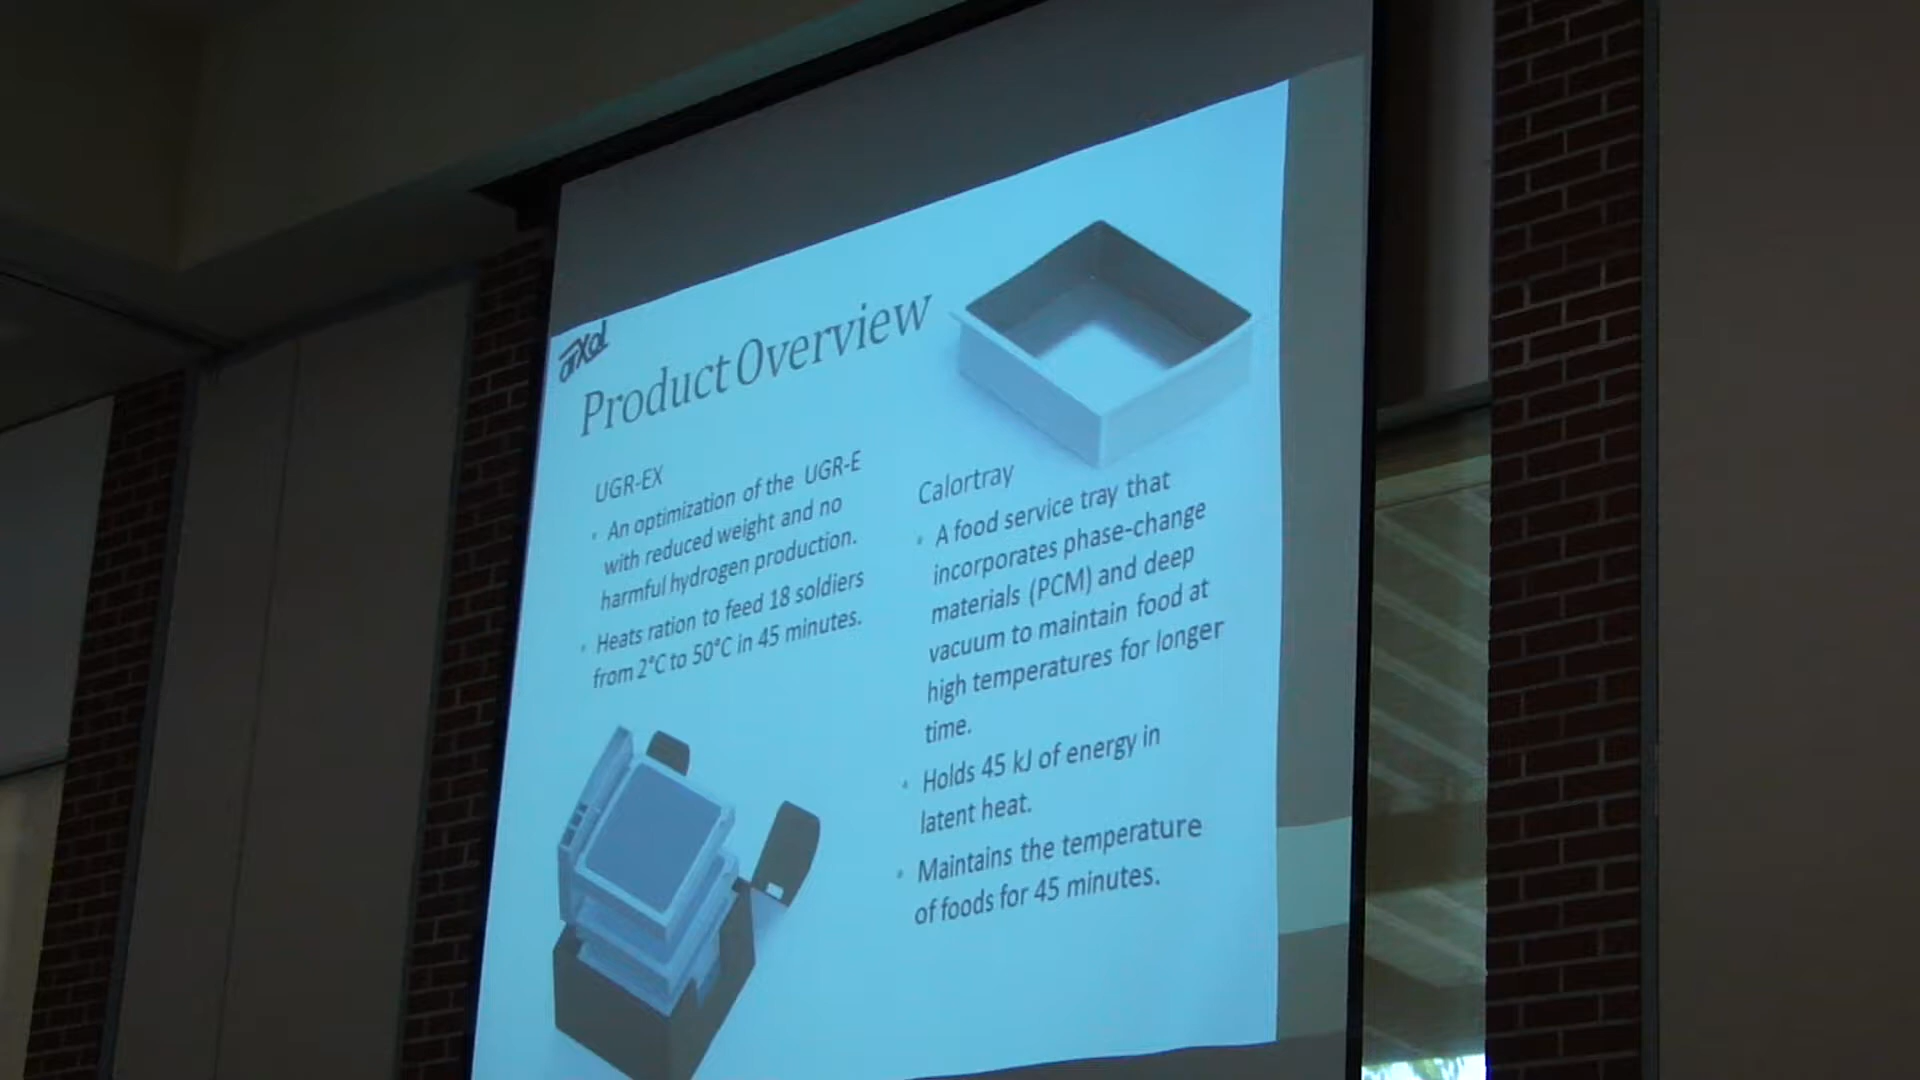 Product Overview
UGR-EX
• An optimization of the UGR-E
with reduced weight and no
harmful hydrogen production.
• Heats ration to feed 18 soldiers
from 2°C to 50°C in 45 minutes.
Calortray
• A food service tray that
incorporates phase-change
materials (PCM) and deep
vacuum to maintain food at
high temperatures for longer
time.
• Holds 45 kJ of energy in
latent heat.
• Maintains the temperature
of foods for 45 minutes.